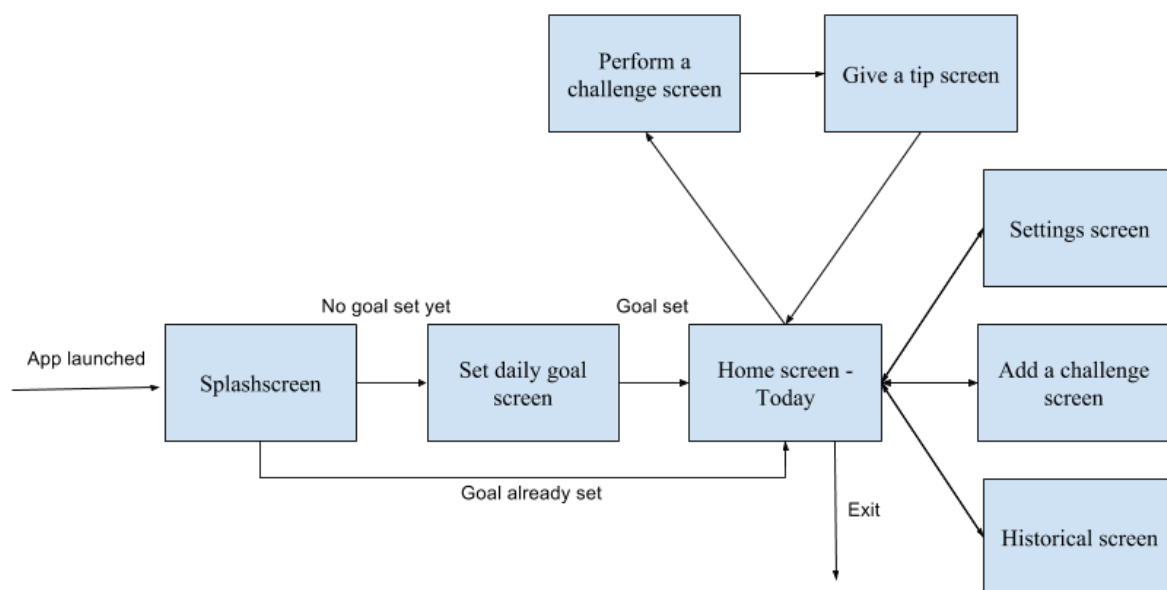 Perform a
challenge screen
Give a tip screen
Settings screen
No goal set yet
Goal set
App launched
Splashscreen
Set daily goal
screen
Home screen -
Today
Add a challenge
screen
Goal already set
Exit
Historical screen